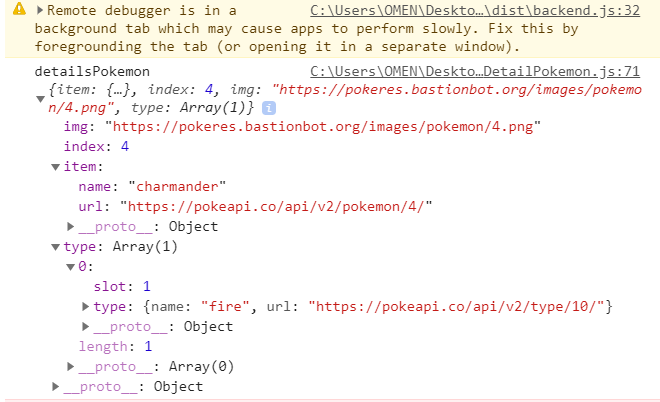 Remote debugger is in a C:\Users\OMEN\Deskto…\dist\backend.js:32
background tab which may cause apps to perform slowly. Fix this by
foregrounding the tab (or opening it in a separate window).
detailsPokemon C:\Users\OMEN\Deskto…DetailPokemon.js:71
{item: {…}, index: 4, img: "https://pokeres.bastionbot.org/images/pokemo
n/4.png", type: Array(1)} i
img: "https://pokeres.bastionbot.org/images/pokemon/4.png"
index: 4
item:
name: "charmander"
url: "https://pokeapi.co/api/v2/pokemon/4/"
__proto__: Object
type: Array(1)
0:
slot: 1
type: {name: "fire", url: "https://pokeapi.co/api/v2/type/10/"}
__proto__: Object
length: 1
__proto__: Array(0)
__proto__: Object